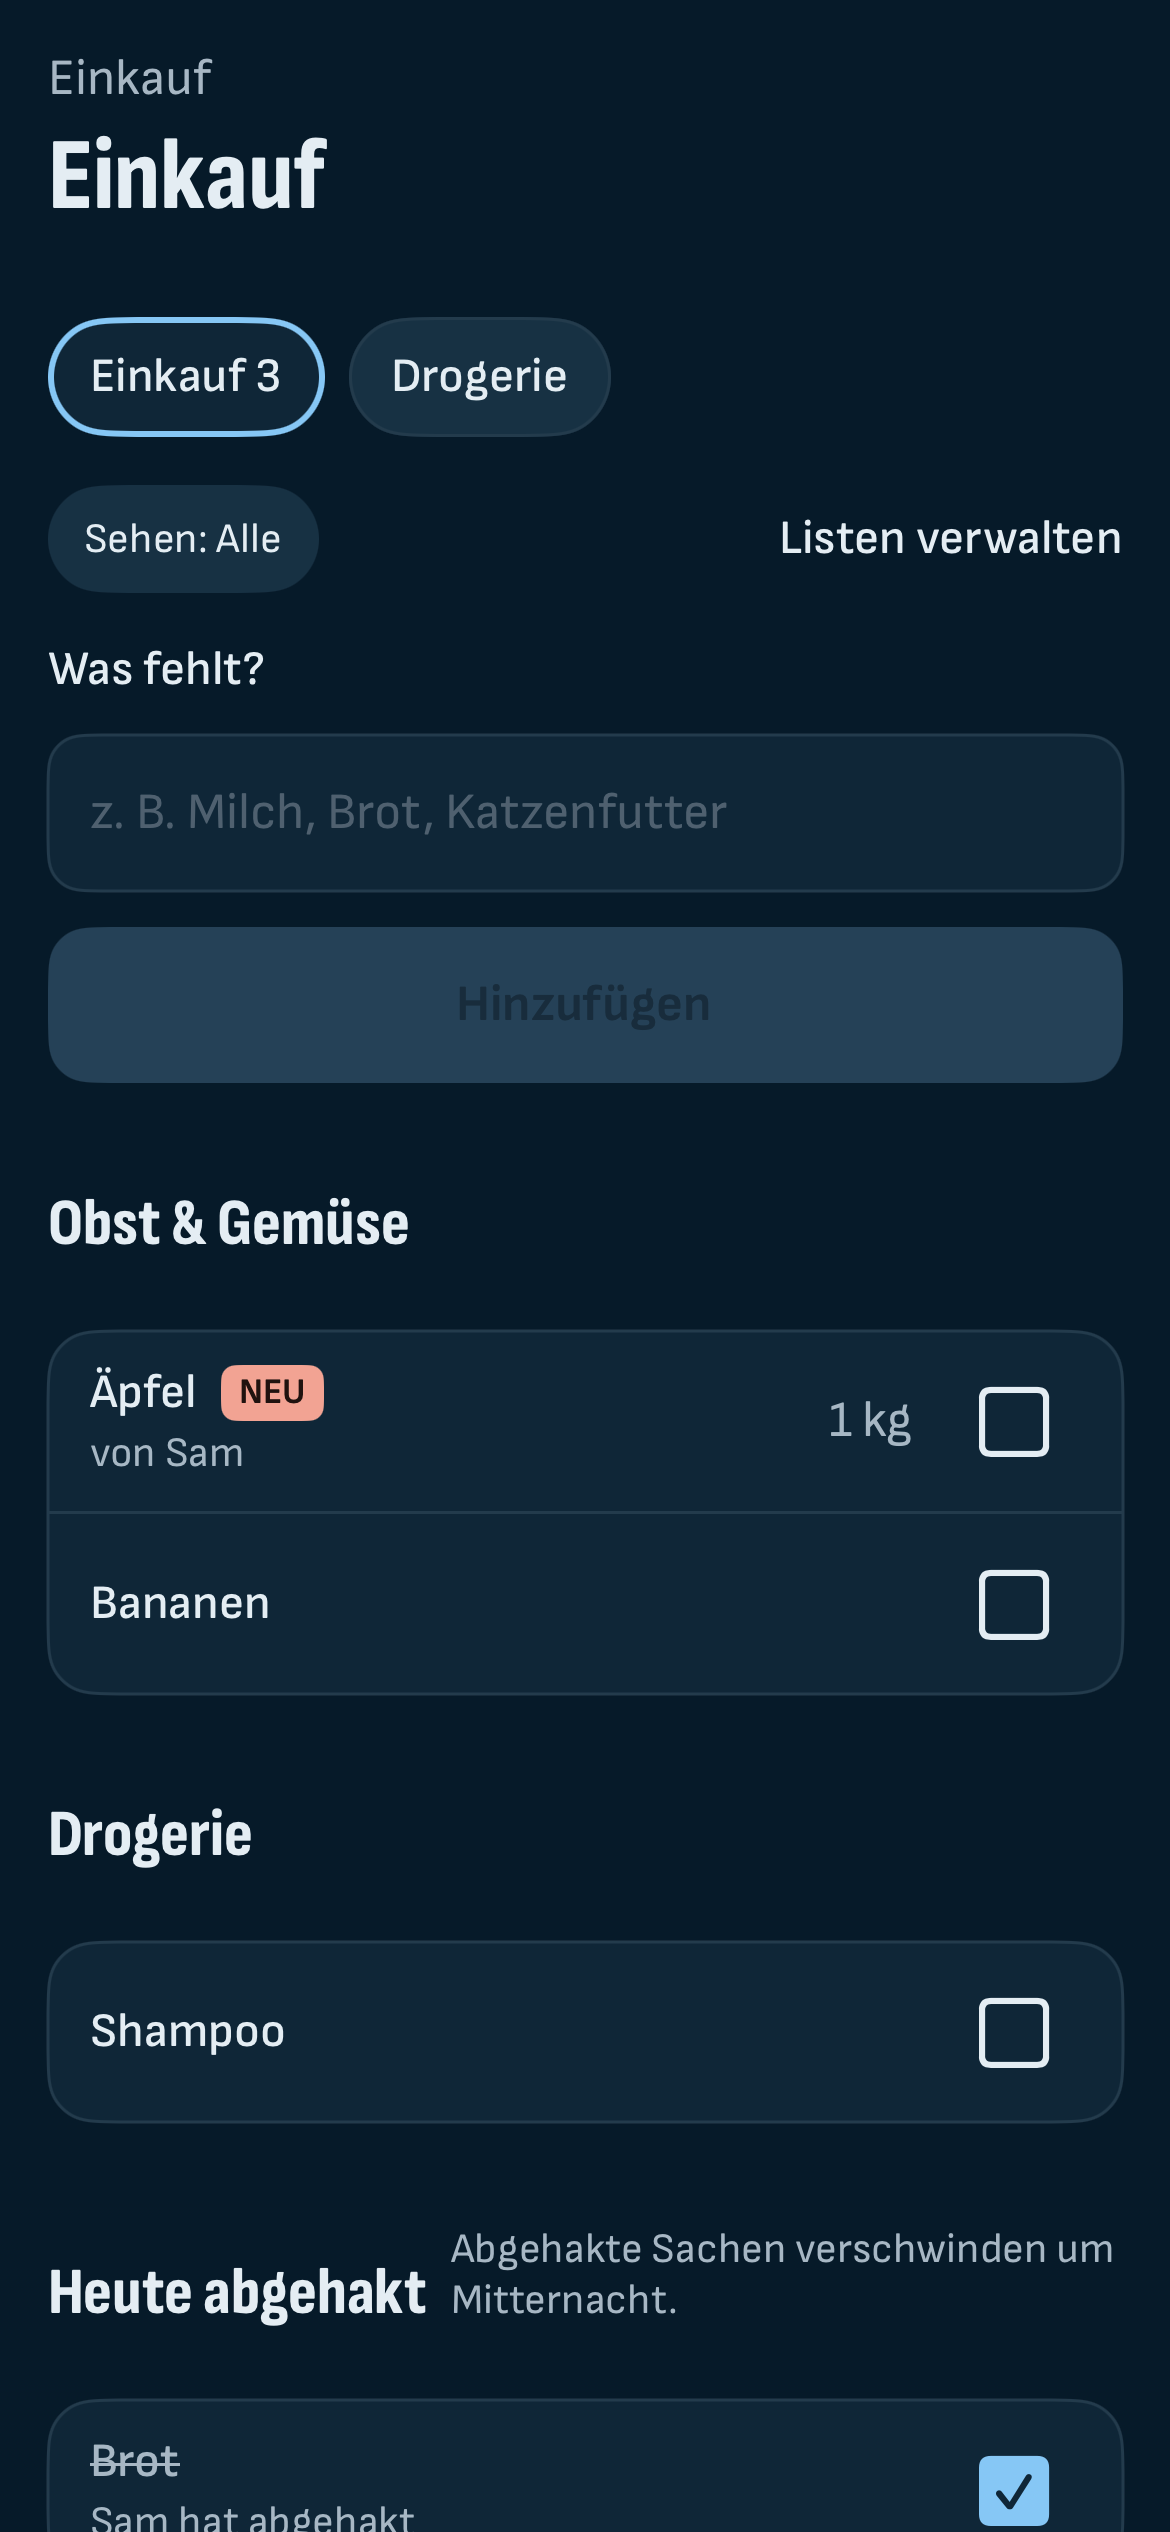 Einkauf
Einkauf
Einkauf 3
Drogerie
Sehen: Alle
Listen verwalten
Was fehlt?
z. B. Milch, Brot, Katzenfutter
Hinzufügen
Obst & Gemüse
Äpfel NEU
von Sam
1 kg
Bananen
Drogerie
Shampoo
Heute abgehakt
Abgehakte Sachen verschwinden um
Mitternacht.
Brot
Sam hat abgehakt